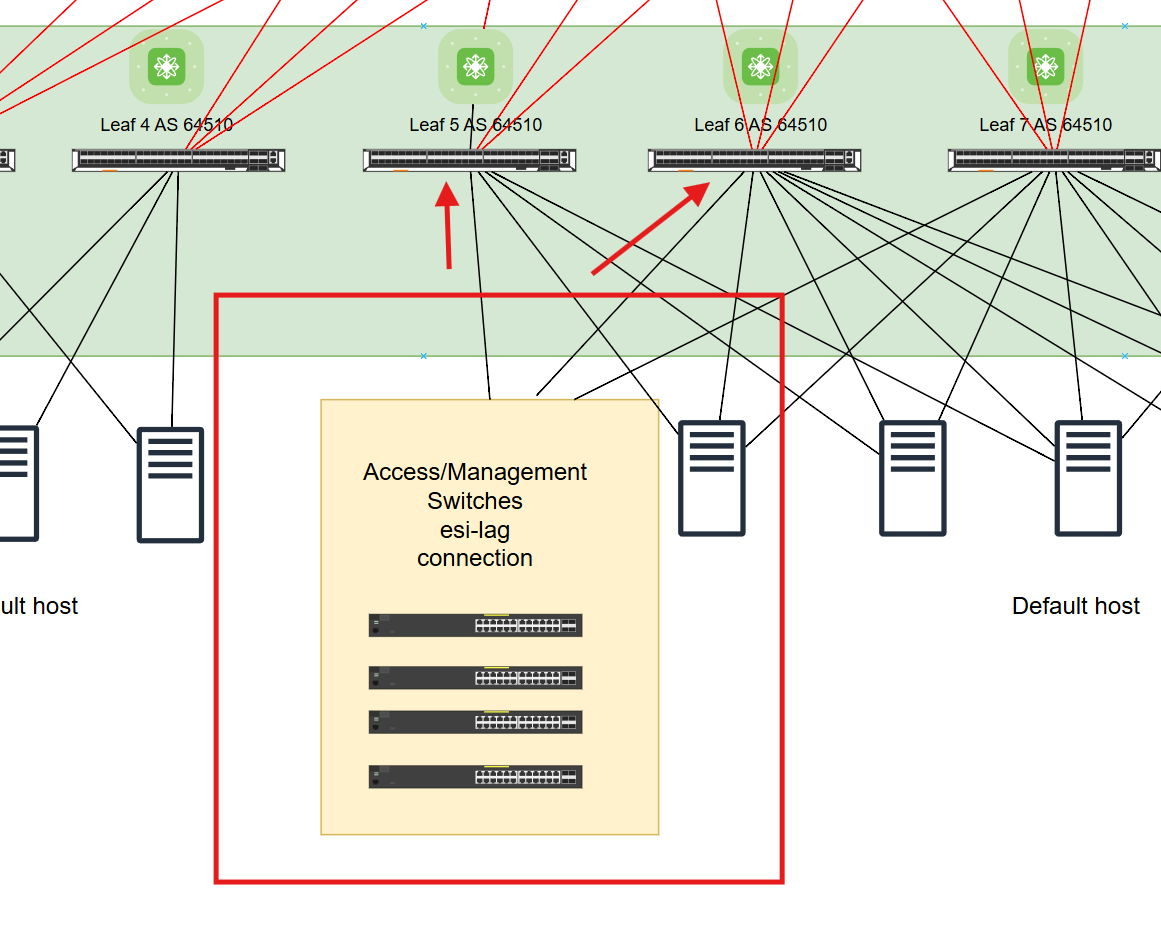 Leaf 4 AS 64510
Leaf 5 AS 64510
Leaf 6 AS 64510
Leaf 7 AS 64510
Access/Management
Switches
esi-lag
connection
ult host
Default host